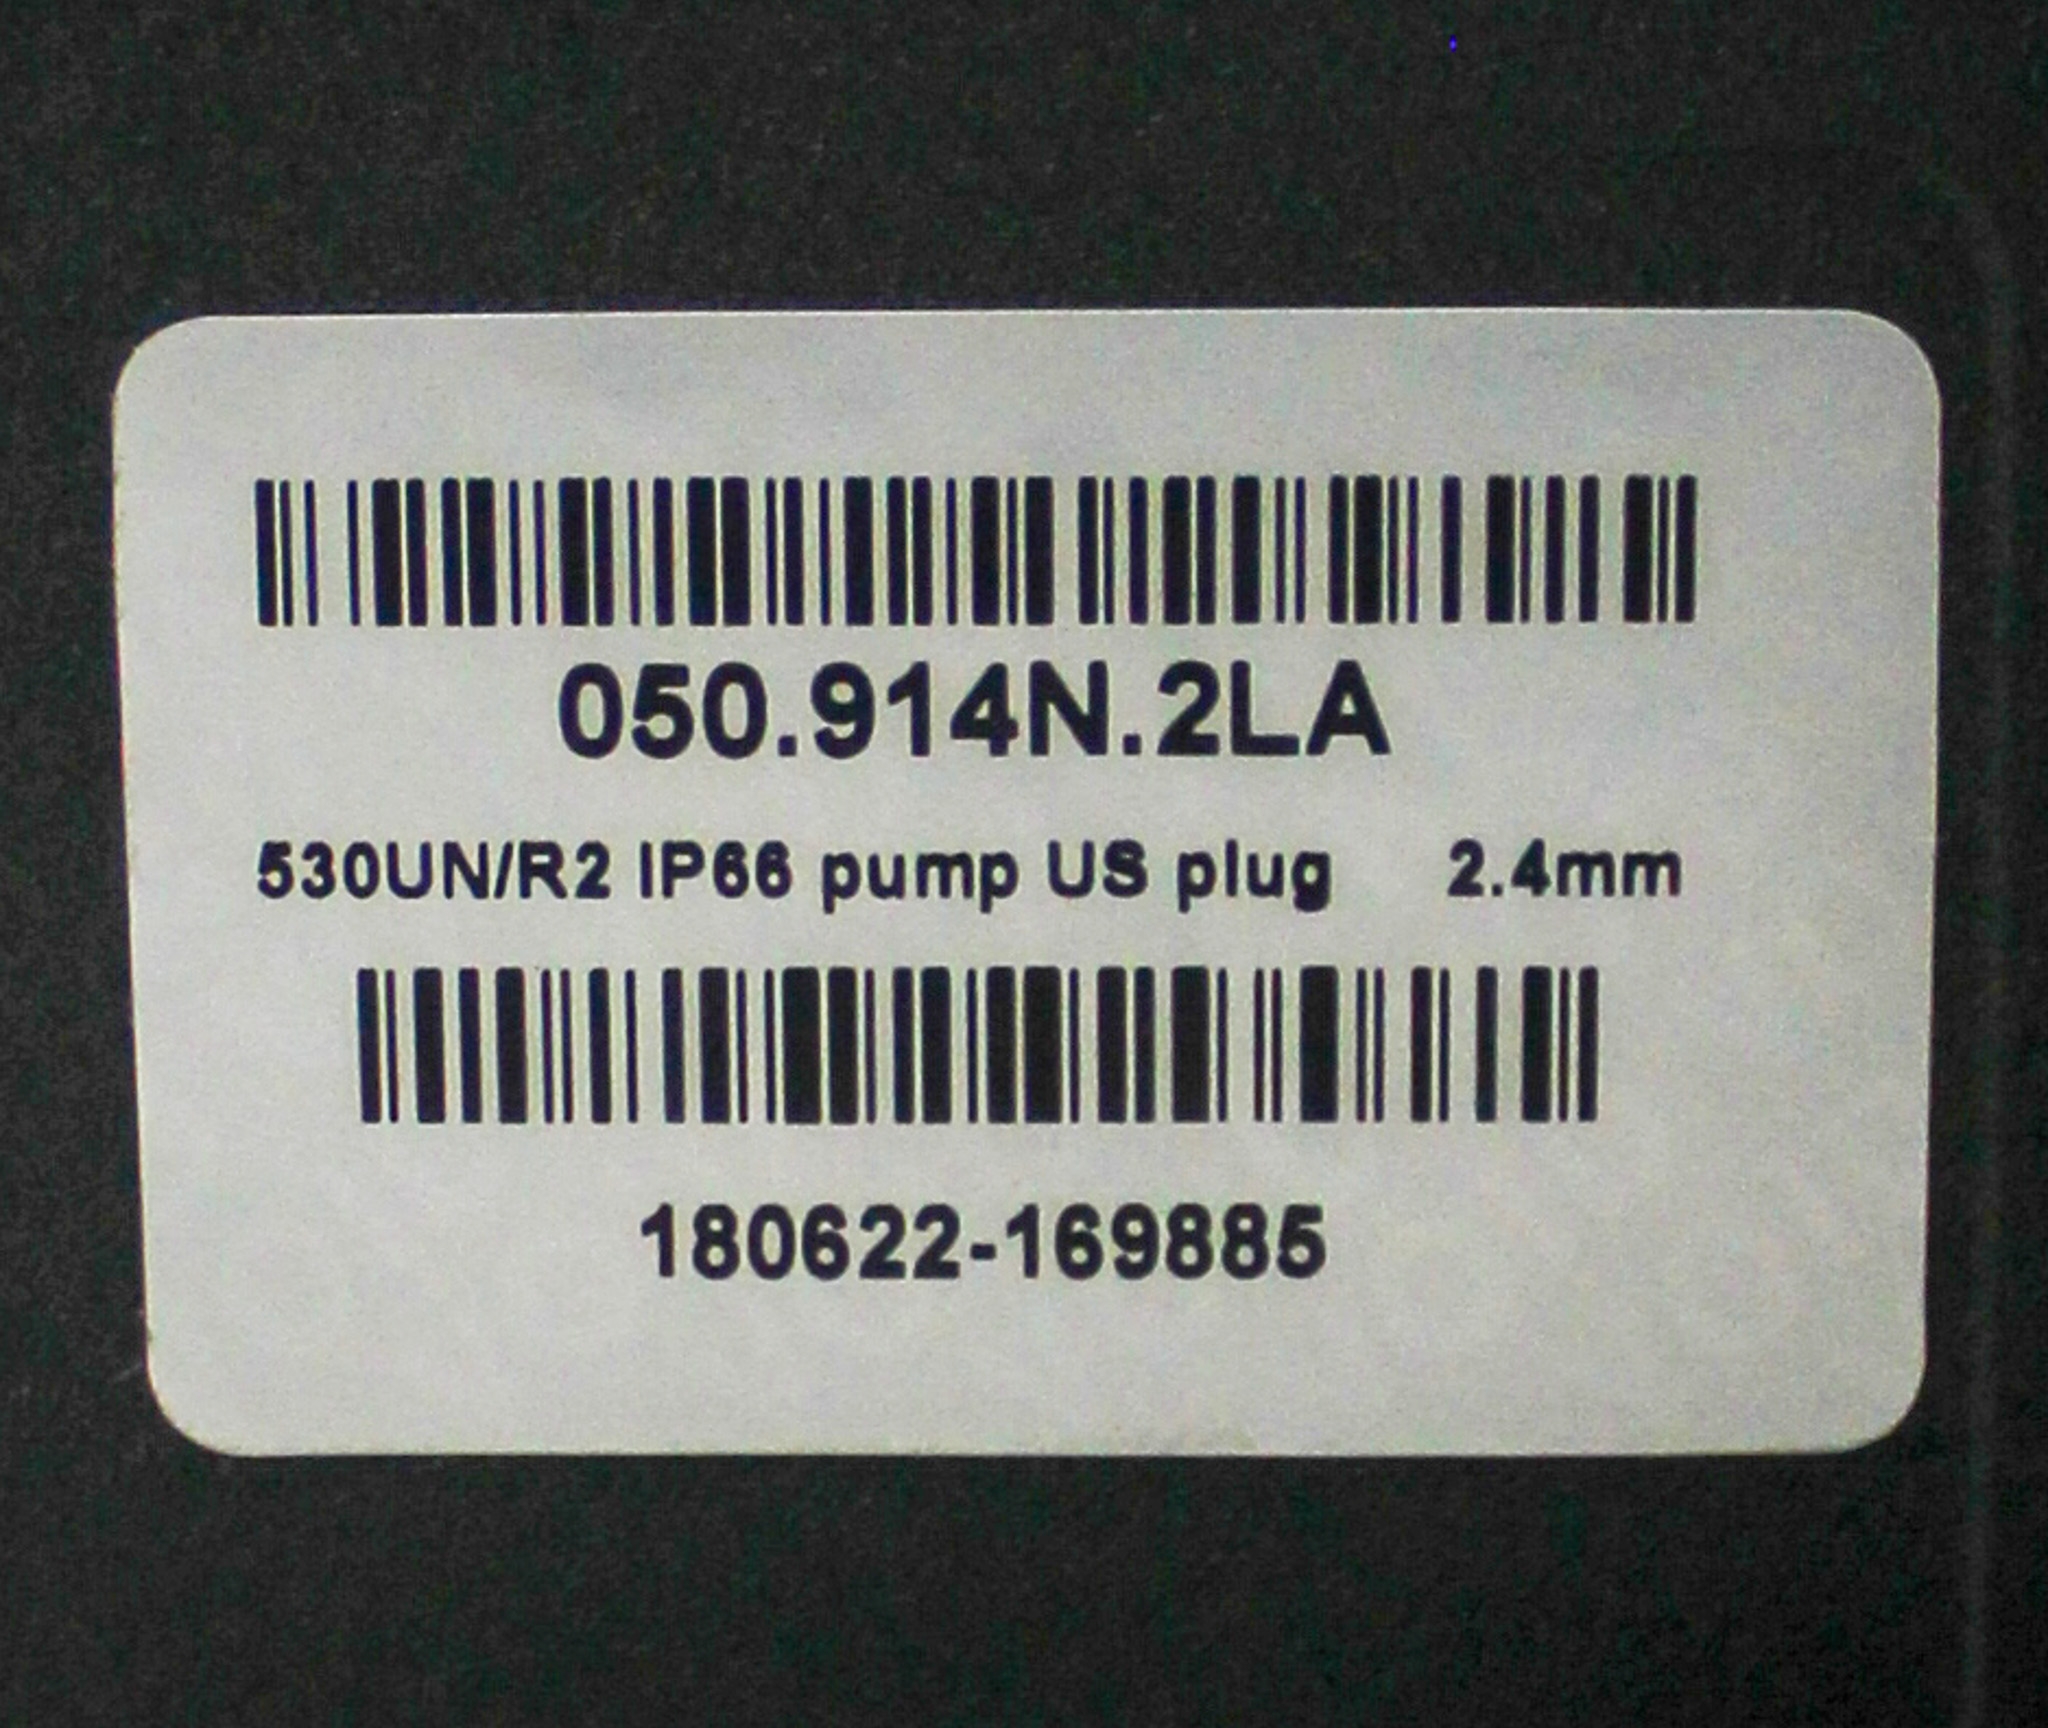 050.914N.2LA
530UN/R2 IP66 pump US plug 2.4mm
180622-169885